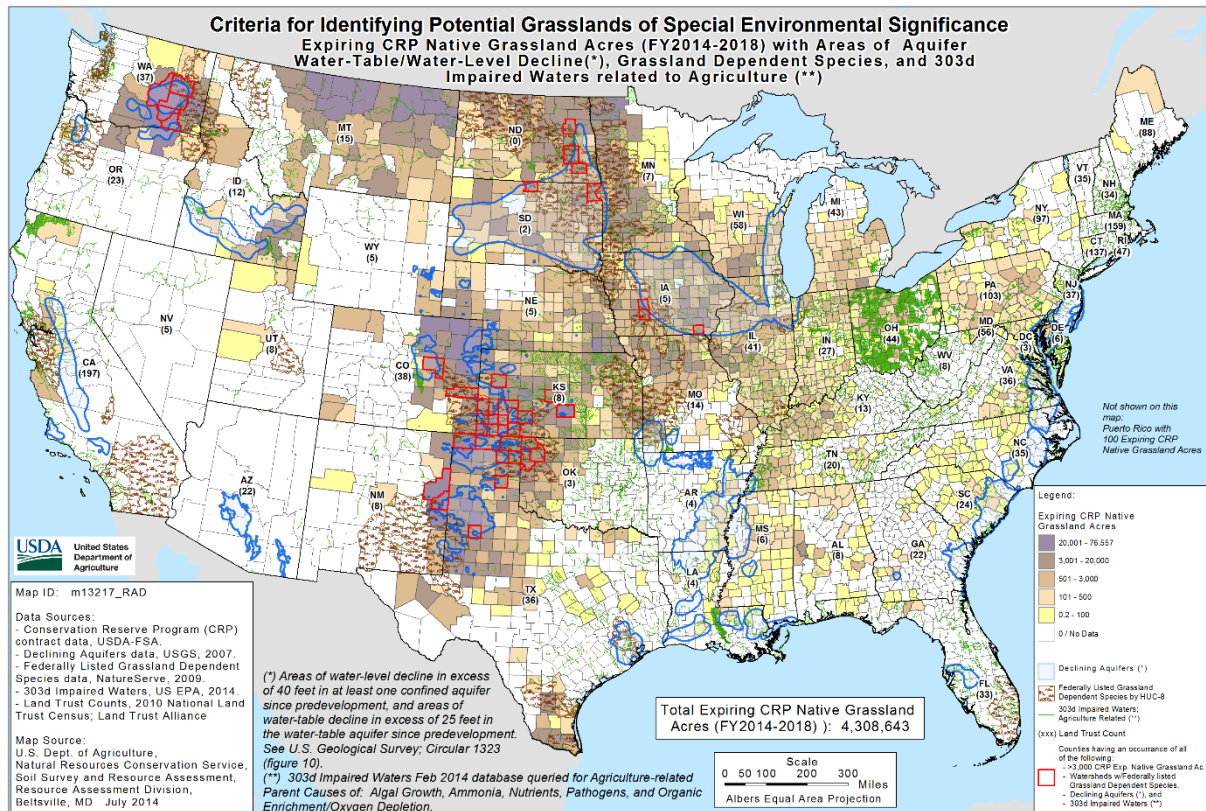 Criteria for Identifying Potential Grasslands of Special Environmental Significance
Expiring CRP Native Grassland Acres (FY2014-2018) with Areas of Aquifer
Water-Table/Water-Level Decline(*), Grassland Dependent Species, and 303d
Impaired Waters related to Agriculture (**)
WA
(37)
MT
(15)
ND
(0)
MN
(7)
ME
(88)
OR
(23)
ID
(12)
SD
(2)
WI
(58)
MI
(43)
VT
(35)
NH
(34)
NY
(97)
MA
(159)
CT
(137)
RI
(47)
WY
(5)
NE
(5)
IA
(5)
PA
(103)
NJ
(37)
NV
(5)
UT
(8)
CA
(197)
CO
(38)
KS
(8)
MO
(14)
IL
(41)
IN
(27)
OH
(44)
WV
(8)
MD
(56)
DC
(3)
DE
(6)
VA
(36)
KY
(13)
AZ
(22)
NM
(8)
OK
(3)
AR
(4)
TN
(20)
NC
(35)
SC
(24)
MS
(6)
AL
(8)
GA
(22)
TX
(36)
LA
(4)
FL
(33)
Not shown on this
map:
Puerto Rico with
100 Expiring CRP
Native Grassland Acres
USDA
United States
Department of
Agriculture
Map ID: m13217_RAD
Data Sources:
- Conservation Reserve Program (CRP)
contract data, USDA-FSA.
- Declining Aquifers data, USGS, 2007.
- Federally Listed Grassland Dependent
Species data, NatureServe, 2009.
- 303d Impaired Waters, US EPA, 2014.
- Land Trust Counts, 2010 National Land
Trust Census; Land Trust Alliance
Map Source:
U.S. Dept. of Agriculture,
Natural Resources Conservation Service,
Soil Survey and Resource Assessment,
Resource Assessment Division,
Beltsville, MD July 2014
(*) Areas of water-level decline in excess
of 40 feet in at least one confined aquifer
since predevelopment, and areas of
water-table decline in excess of 25 feet in
the water-table aquifer since predevelopment.
See U.S. Geological Survey; Circular 1323
(figure 10).
(**) 303d Impaired Waters Feb 2014 database queried for Agriculture-related
Parent Causes of: Algal Growth, Ammonia, Nutrients, Pathogens, and Organic
Enrichment/Oxygen Depletion.
Total Expiring CRP Native Grassland
Acres (FY2014-2018) ): 4,308,643
Scale
0 50 100 200 300
Miles
Albers Equal Area Projection
Legend:
Expiring CRP Native
Grassland Acres
20,001 - 76,557
3,001 - 20,000
501 - 3,000
101 - 500
0.2 - 100
0 / No Data
Declining Aquifers (*)
Federally Listed Grassland
Dependent Species by HUC-8
303d Impaired Waters;
Agriculture Related (**)
(xxx) Land Trust Count
Counties having an occurrence of all
of the following:
- >3,000 CRP Exp. Native Grassland Ac.
- Watersheds w/Federally listed
Grassland Dependent Species,
- Declining Aquifers (*), and
- 303d Impaired Waters (**)